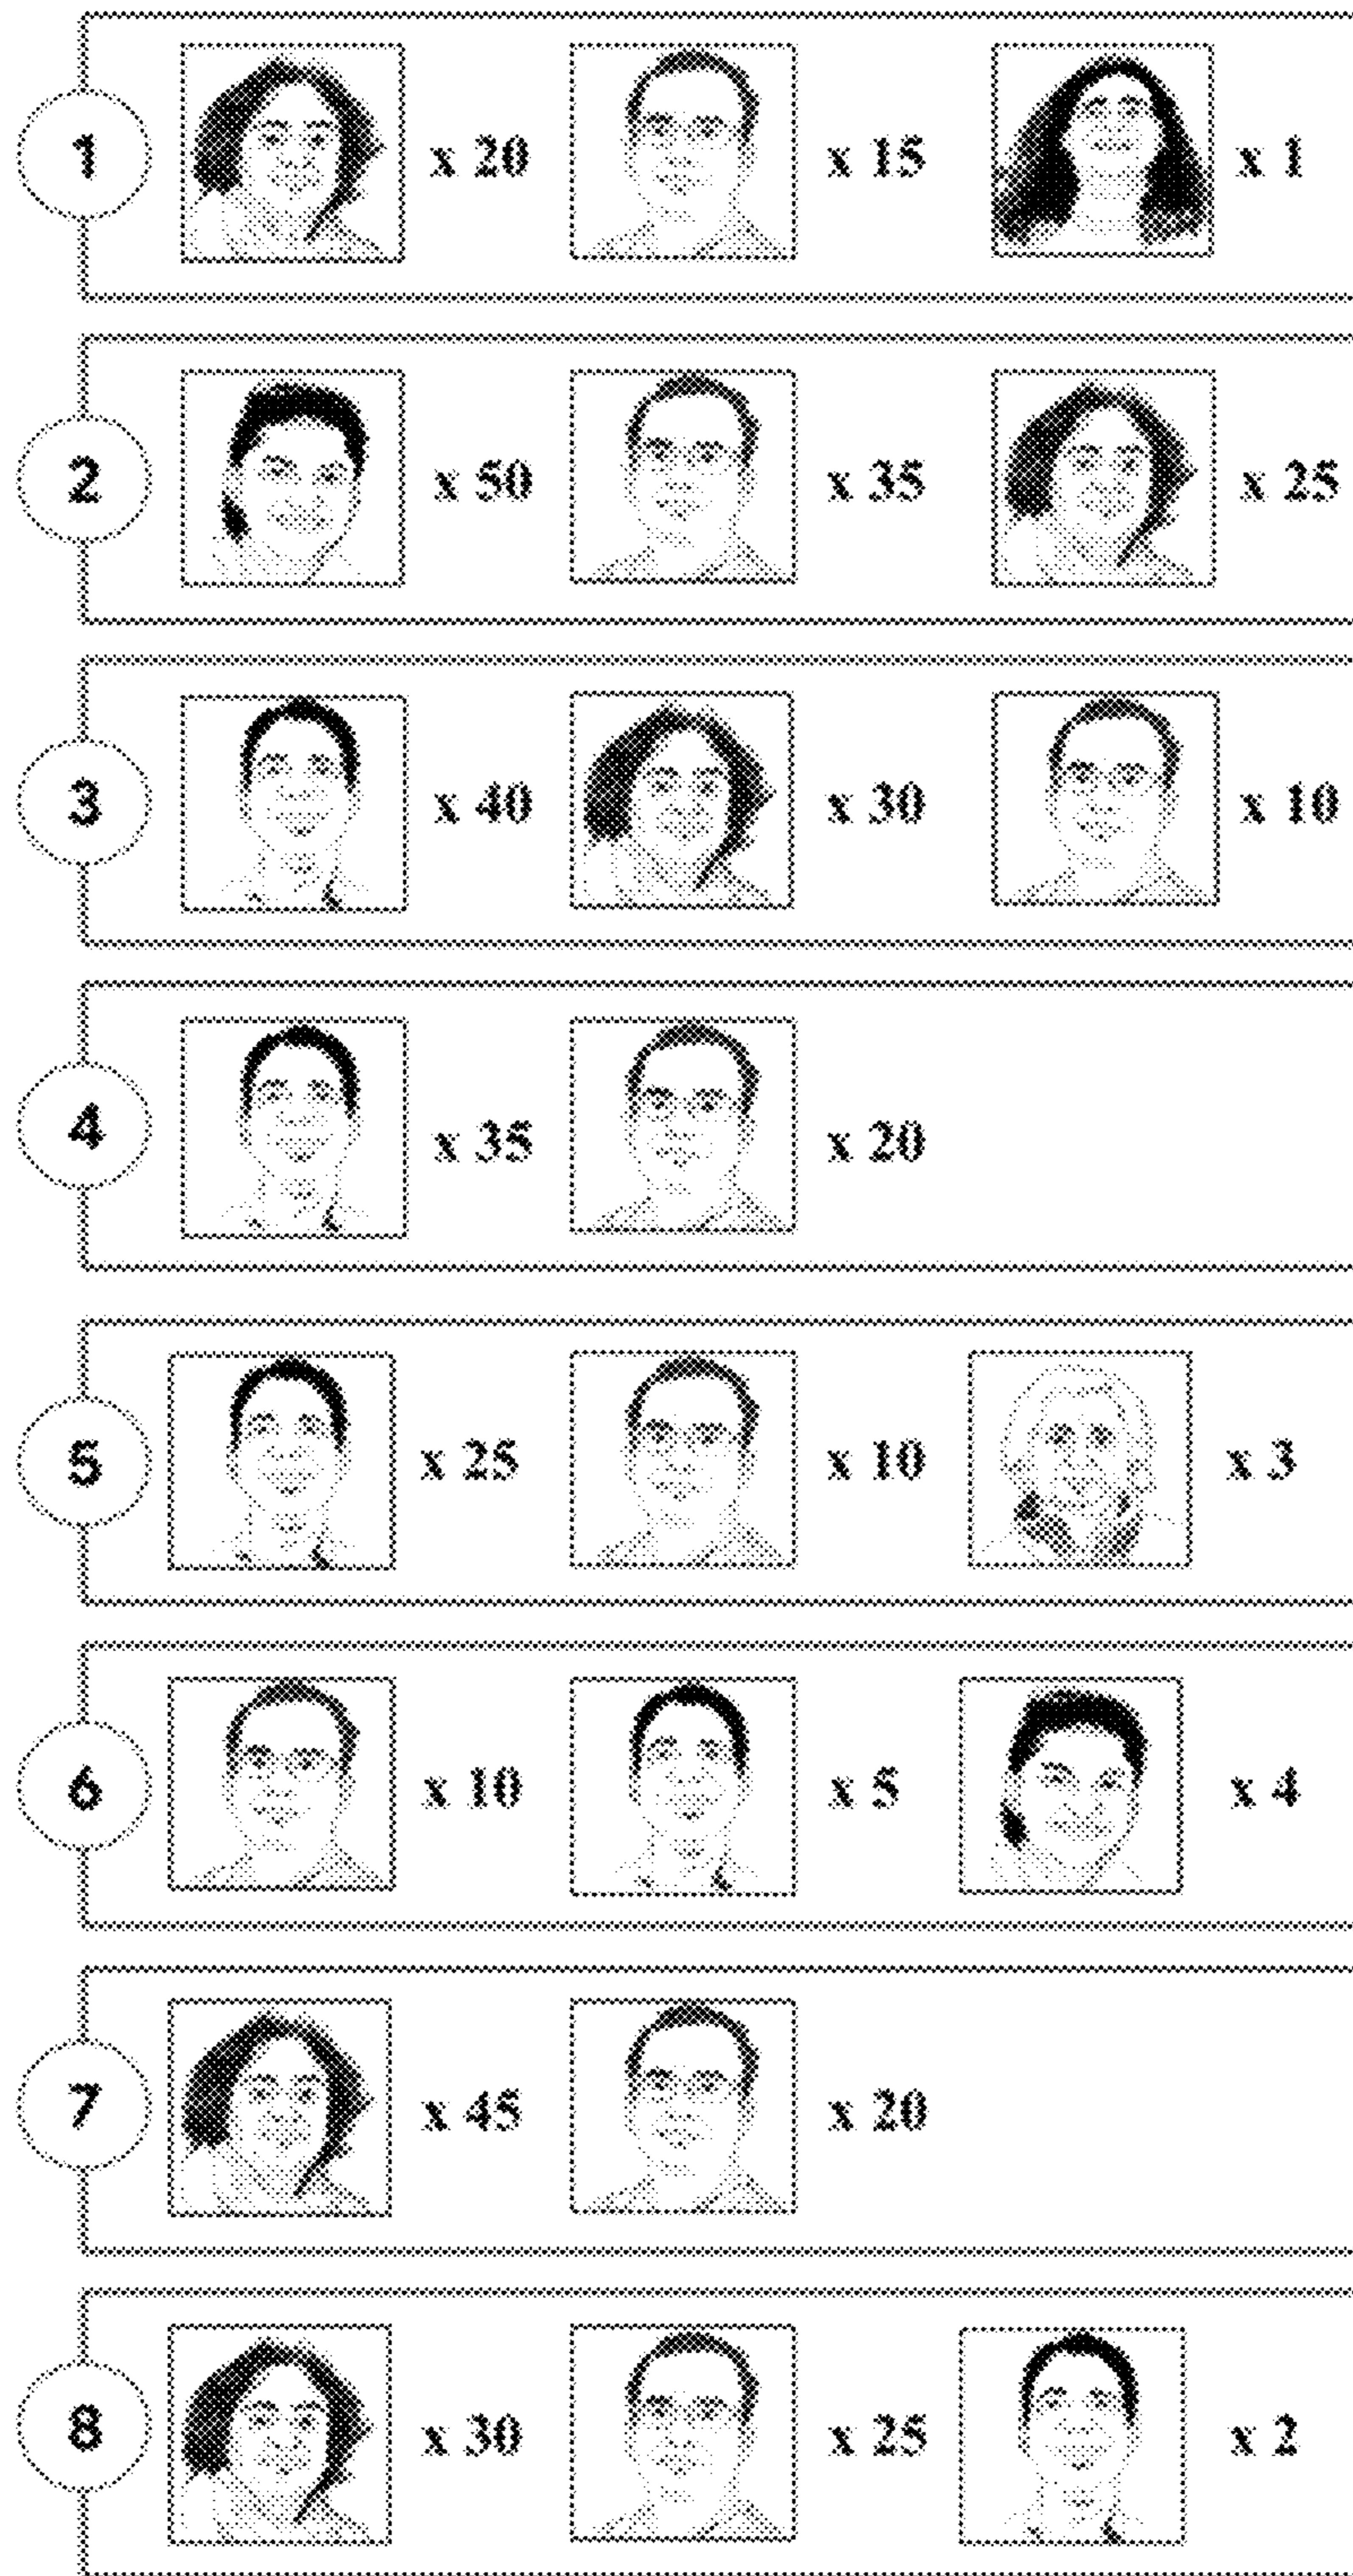 1 x 20 x 15 x 1
2 x 50 x 35 x 25
3 x 40 x 30 x 10
4 x 35 x 20
5 x 25 x 10 x 3
6 x 10 x 5 x 4
7 x 45 x 20
8 x 30 x 25 x 2